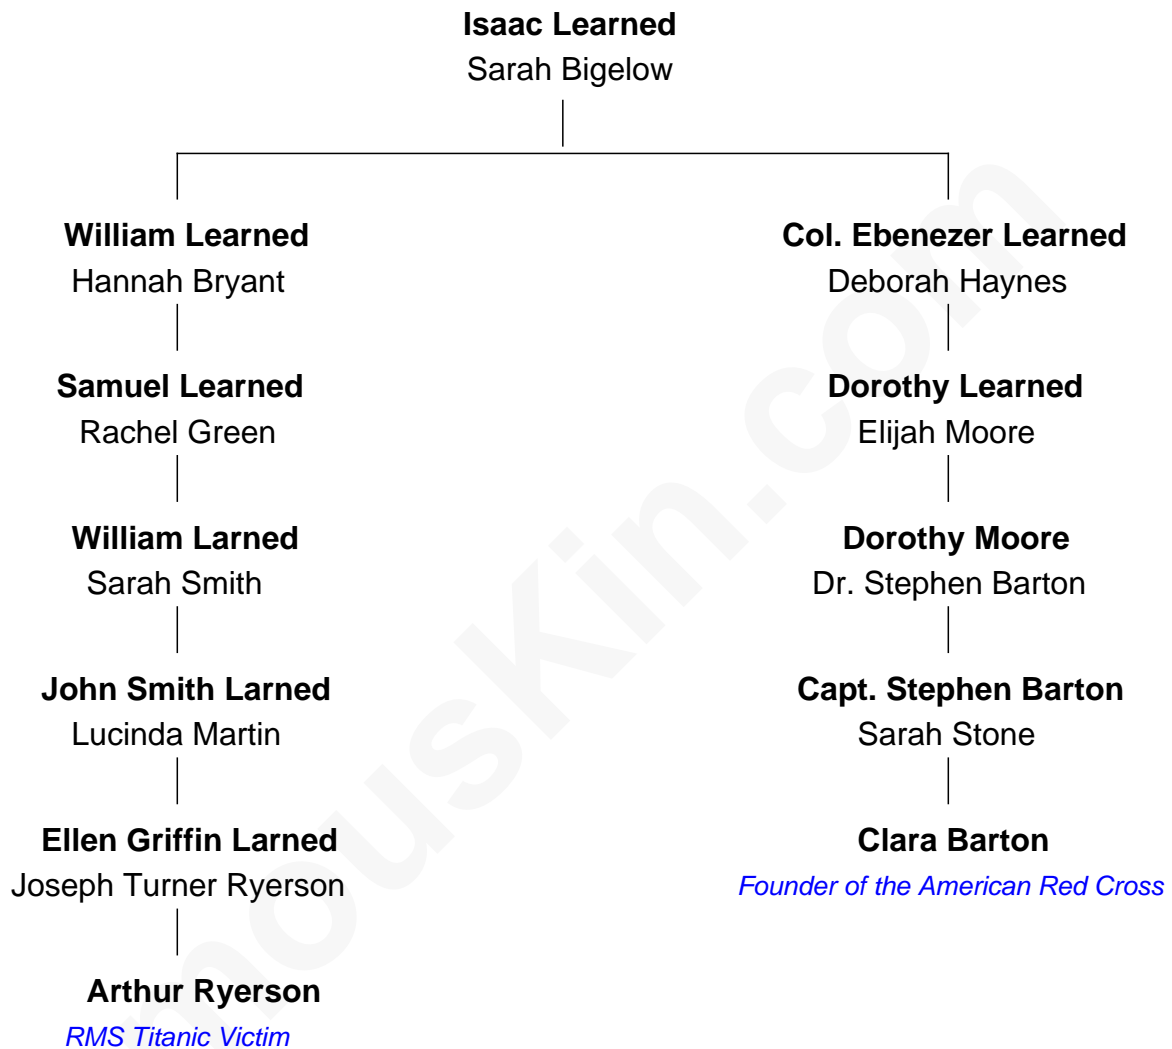 Isaac Learned
Sarah Bigelow
William Learned
Hannah Bryant
Col. Ebenezer Learned
Deborah Haynes
Samuel Learned
Rachel Green
Dorothy Learned
Elijah Moore
William Larned
Sarah Smith
Dorothy Moore
Dr. Stephen Barton
John Smith Larned
Lucinda Martin
Capt. Stephen Barton
Sarah Stone
Ellen Griffin Larned
Joseph Turner Ryerson
Clara Barton
Founder of the American Red Cross
Arthur Ryerson
RMS Titanic Victim
mousKin.com